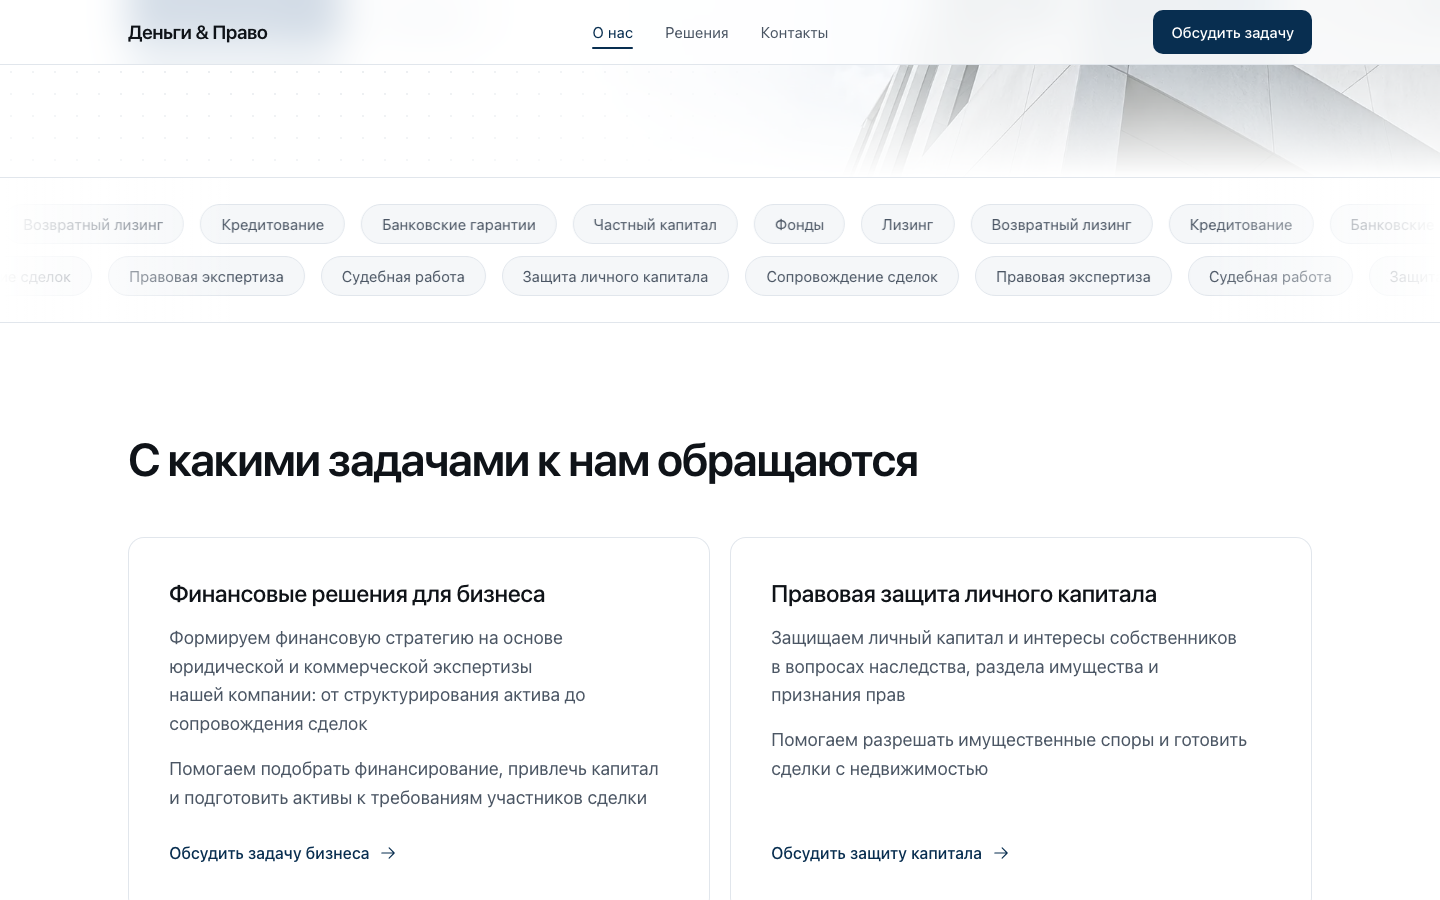 Деньги & Право
О нас
Решения
Контакты
Обсудить задачу
Возвратный лизинг
Кредитование
Банковские гарантии
Частный капитал
Фонды
Лизинг
Возвратный лизинг
Кредитование
Банковские
сделок
Правовая экспертиза
Судебная работа
Защита личного капитала
Сопровождение сделок
Правовая экспертиза
Судебная работа
С какими задачами к нам обращаются
Финансовые решения для бизнеса
Формируем финансовую стратегию на основе
юридической и коммерческой экспертизы
нашей компании: от структурирования актива до
сопровождения сделок
Помогаем подобрать финансирование, привлечь капитал
и подготовить активы к требованиям участников сделки
Обсудить задачу бизнеса
Правовая защита личного капитала
Защищаем личный капитал и интересы собственников
в вопросах наследства, раздела имущества и
признания прав
Помогаем разрешать имущественные споры и готовить
сделки с недвижимостью
Обсудить защиту капитала